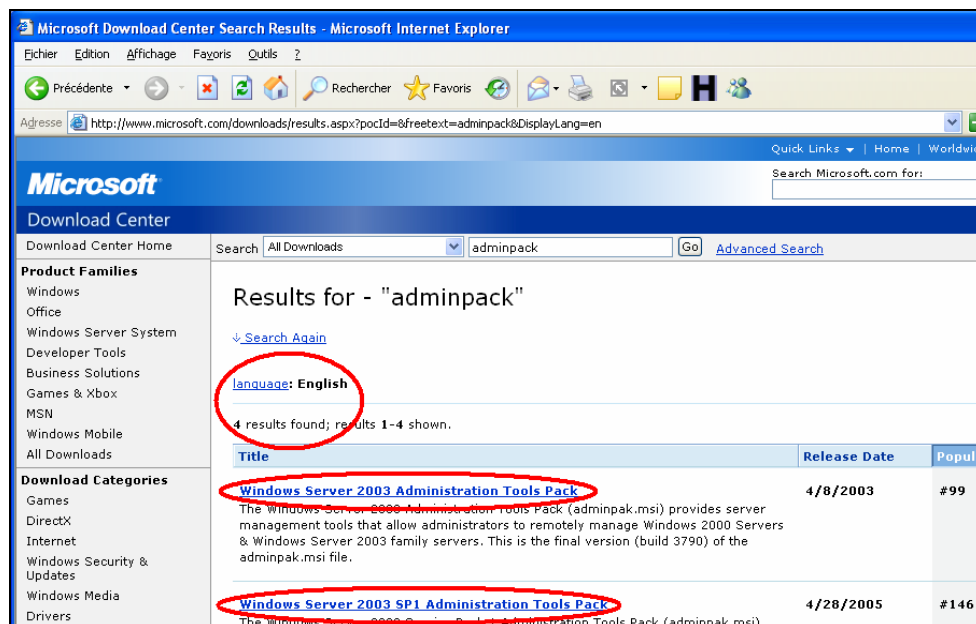 Microsoft Download Center Search Results - Microsoft Internet Explorer
Fichier Edition Affichage Favoris Outils ?
Précédente Rechercher Favoris
Adresse http://www.microsoft.com/downloads/results.aspx?pocId=&freetext=adminpack&DisplayLang=en
Quick Links | Home | Worldwi
Microsoft
Search Microsoft.com for:
Download Center
Download Center Home
Search All Downloads adminpack Go Advanced Search
Product Families
Windows
Office
Windows Server System
Developer Tools
Business Solutions
Games & Xbox
MSN
Windows Mobile
All Downloads
Download Categories
Games
DirectX
Internet
Windows Security &
Updates
Windows Media
Drivers
Results for - "adminpack"
Search Again
language: English
4 results found; results 1-4 shown.
Title Release Date Popul
Windows Server 2003 Administration Tools Pack 4/8/2003 #99
The Windows Server 2003 Administration Tools Pack (adminpak.msi) provides server
management tools that allow administrators to remotely manage Windows 2000 Servers
& Windows Server 2003 family servers. This is the final version (build 3790) of the
adminpak.msi file.
Windows Server 2003 SP1 Administration Tools Pack 4/28/2005 #146